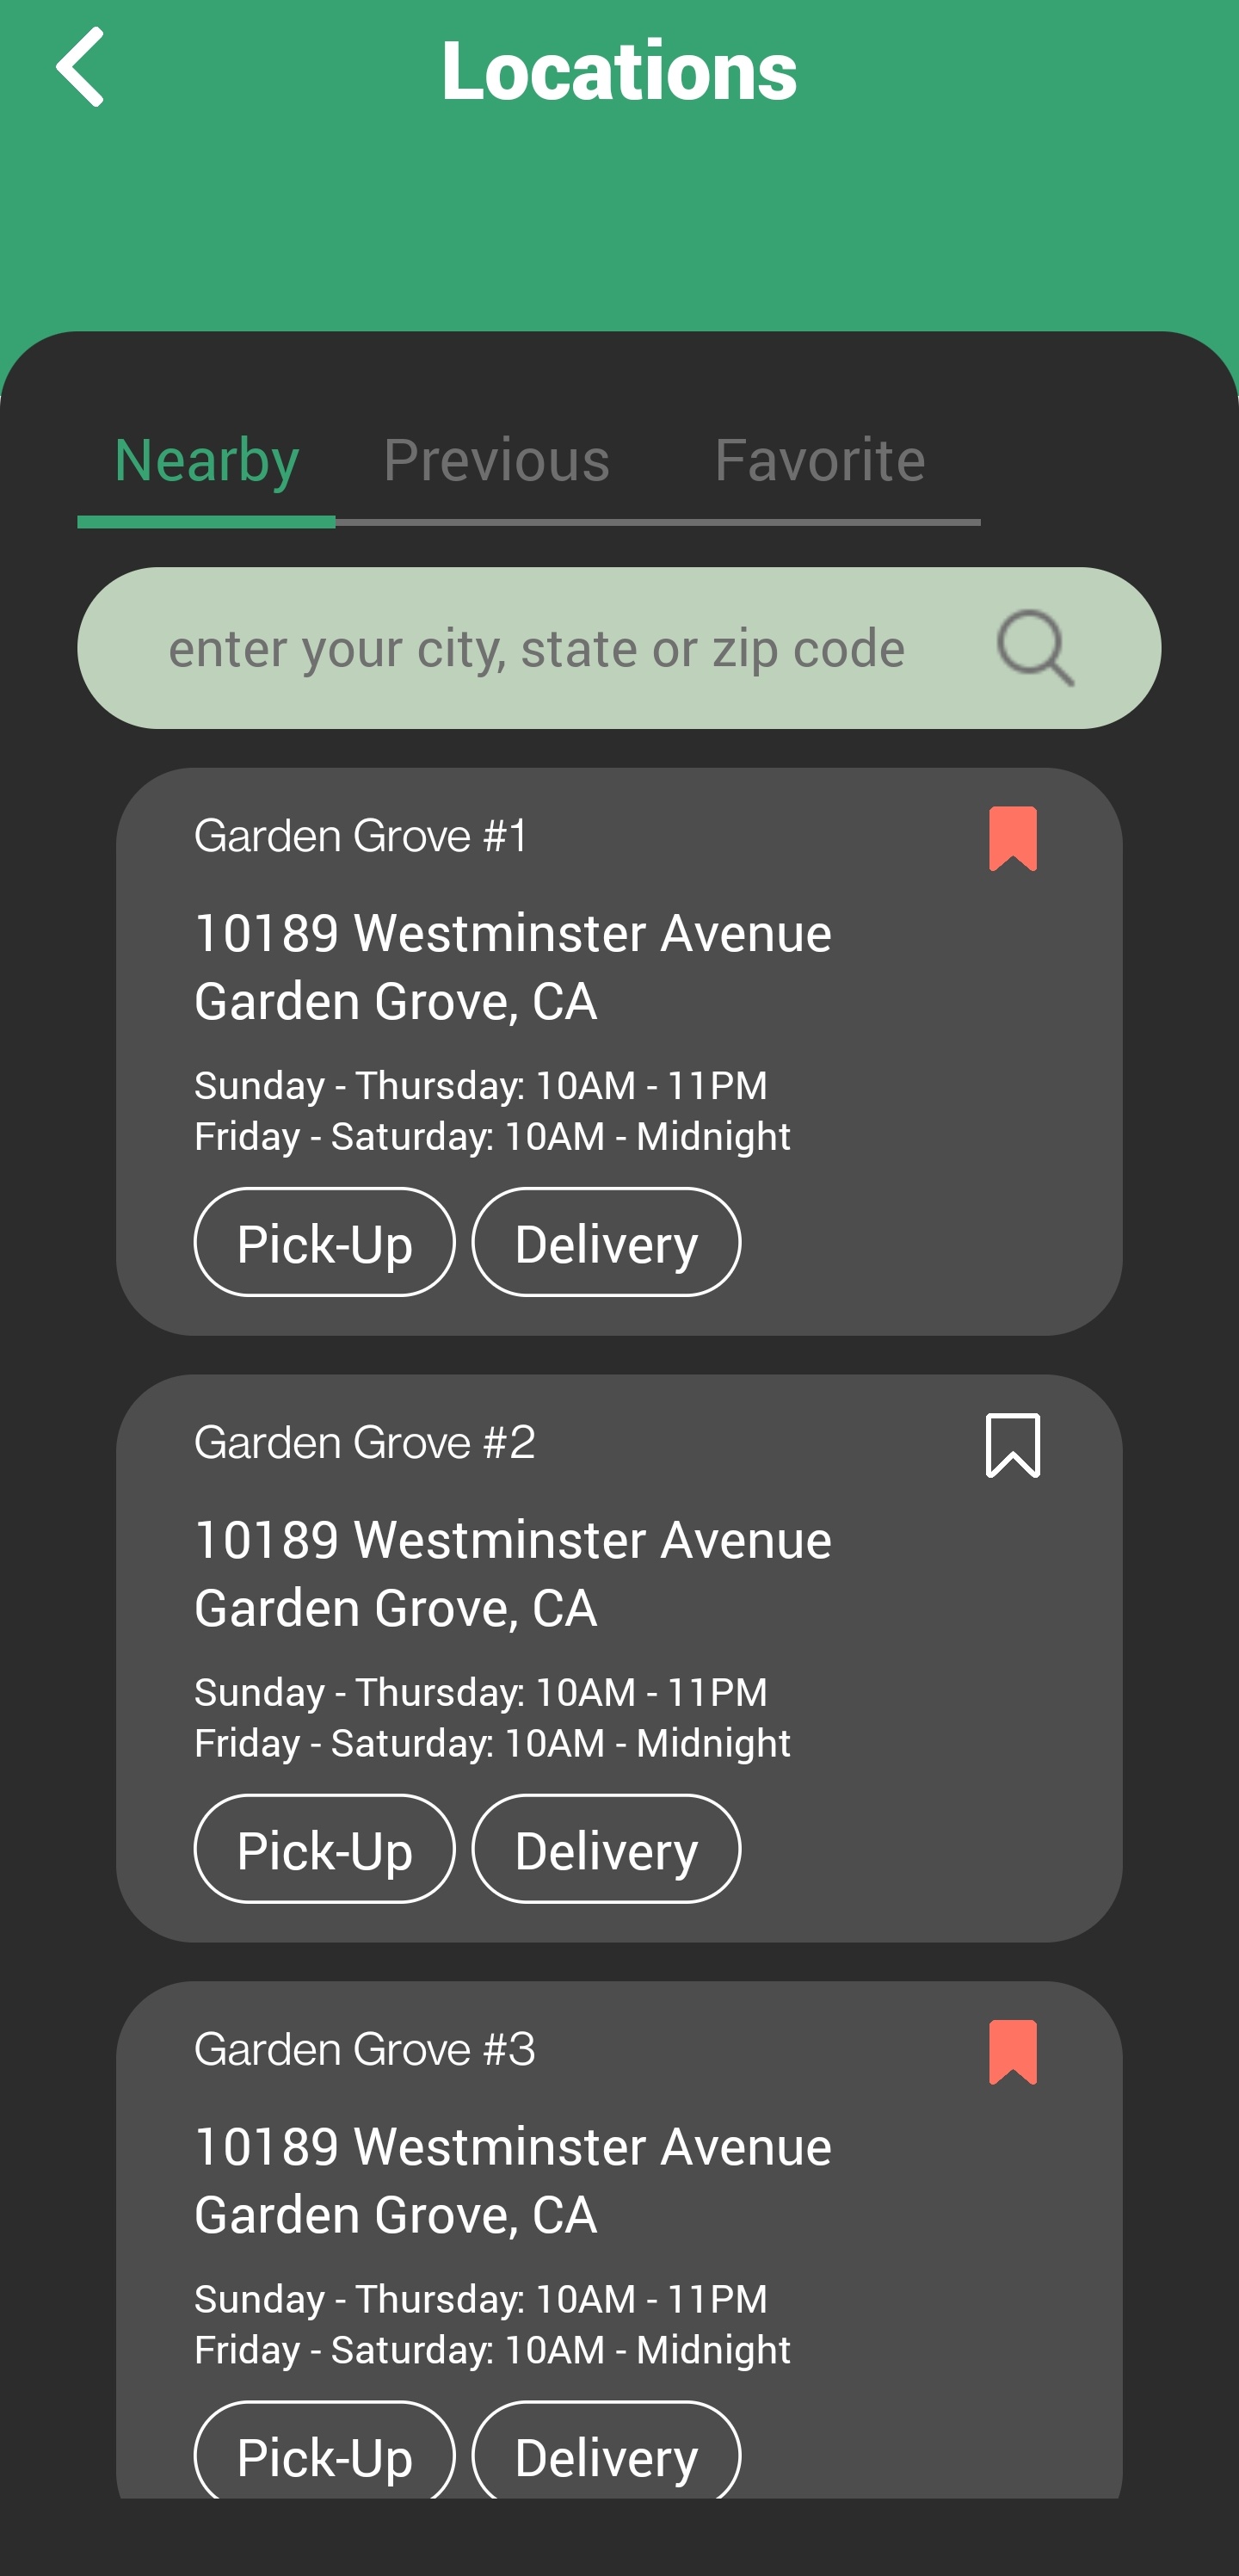 Locations
Nearby Previous Favorite
enter your city, state or zip code
Garden Grove #1
10189 Westminster Avenue
Garden Grove, CA
Sunday - Thursday: 10AM - 11PM
Friday - Saturday: 10AM - Midnight
Pick-Up Delivery
Garden Grove #2
10189 Westminster Avenue
Garden Grove, CA
Sunday - Thursday: 10AM - 11PM
Friday - Saturday: 10AM - Midnight
Pick-Up Delivery
Garden Grove #3
10189 Westminster Avenue
Garden Grove, CA
Sunday - Thursday: 10AM - 11PM
Friday - Saturday: 10AM - Midnight
Pick-Up Delivery